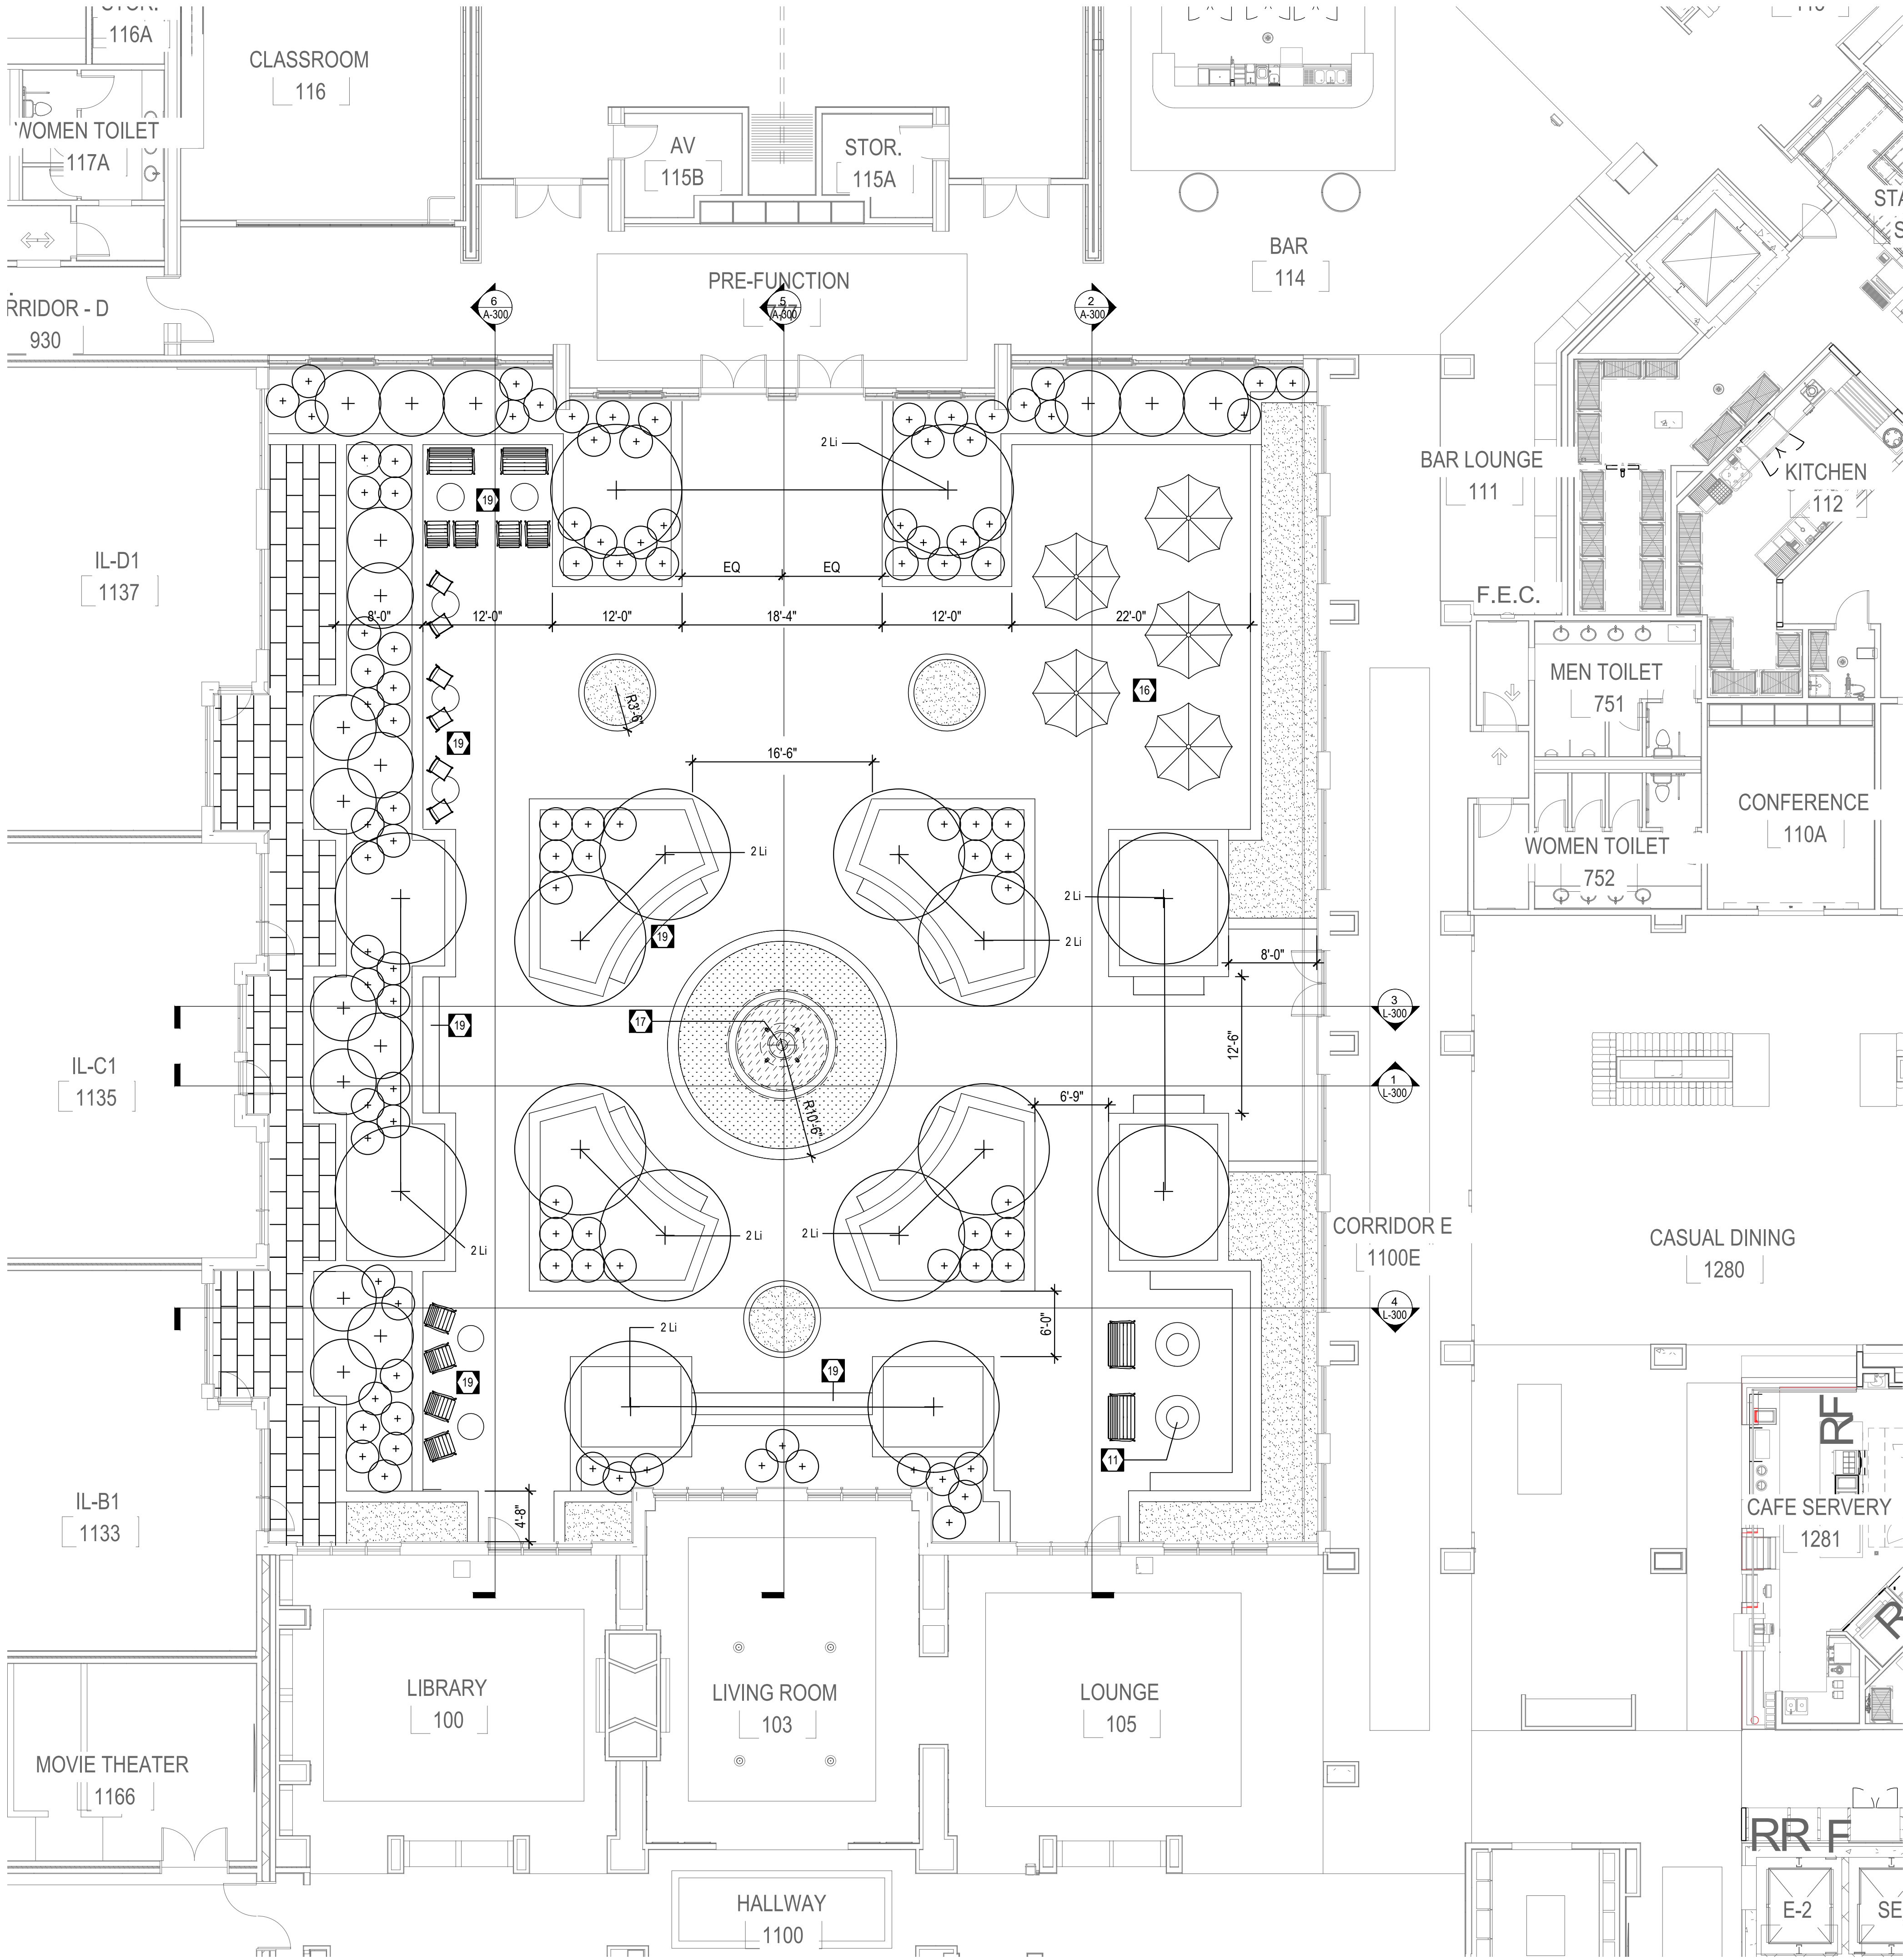 116A
CLASSROOM
116
WOMEN TOILET
117A
AV
115B
STOR.
115A
BAR
114
PRE-FUNCTION
6
A-300
5
A-300
2
A-300
RRIDOR - D
930
2 Li
19
BAR LOUNGE
111
KITCHEN
112
IL-D1
1137
EQ
EQ
F.E.C.
8'-0"
12'-0"
12'-0"
18'-4"
12'-0"
22'-0"
R3'-6"
16
MEN TOILET
751
19
16'-6"
CONFERENCE
110A
WOMEN TOILET
752
2 Li
2 Li
19
2 Li
8'-0"
3
L-300
17
19
12'-6"
IL-C1
1135
1
L-300
R10'-6"
6'-9"
2 Li
2 Li
2 Li
CORRIDOR E
1100E
CASUAL DINING
1280
4
L-300
2 Li
6'-0"
19
19
RF
11
IL-B1
1133
4'-8"
CAFE SERVERY
1281
LIBRARY
100
LIVING ROOM
103
LOUNGE
105
MOVIE THEATER
1166
RR F
HALLWAY
1100
E-2
SE